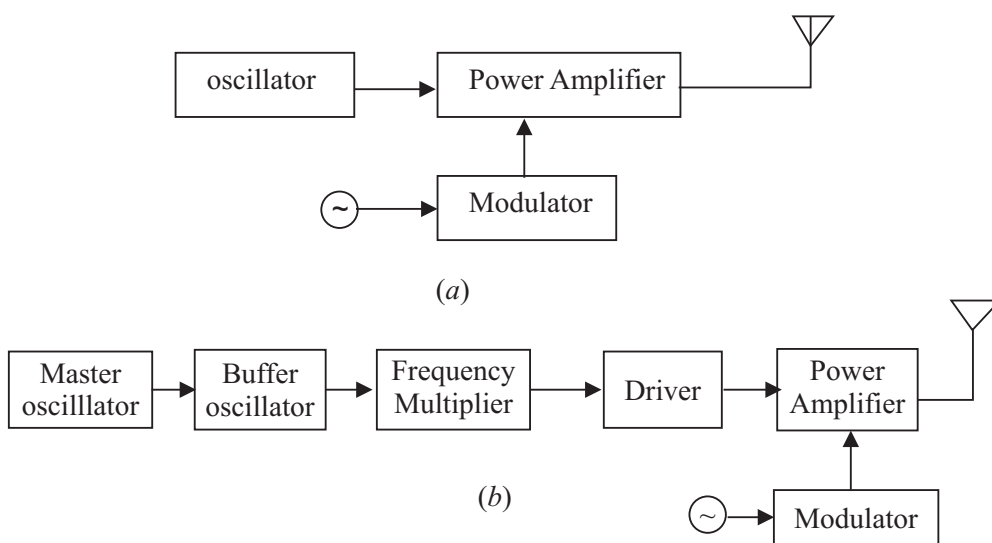 oscillator
Power Amplifier
~
Modulator
(a)
Master
oscilllator
Buffer
oscillator
Frequency
Multiplier
Driver
Power
Amplifier
(b)
~
Modulator